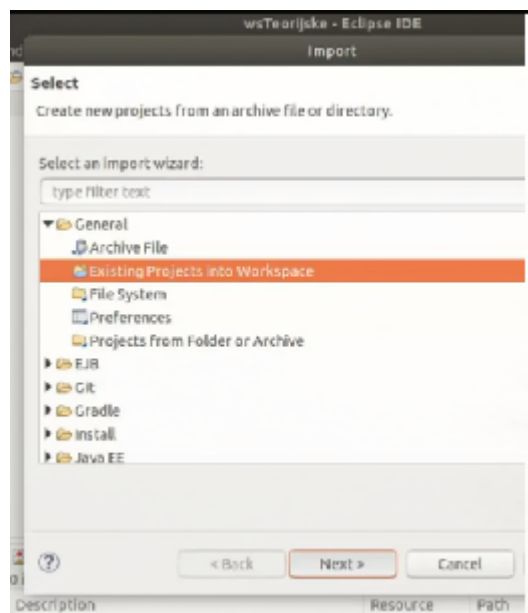 wsTeorijske - Eclipse IDE
Import
Select
Create new projects from an archive file or directory.
Select an import wizard:
type filter text
General
Archive File
Existing Projects into Workspace
File System
Preferences
Projects from Folder or Archive
EJB
Git
Gradle
Install
Java EE
< Back
Next >
Cancel
Description
Resource
Path